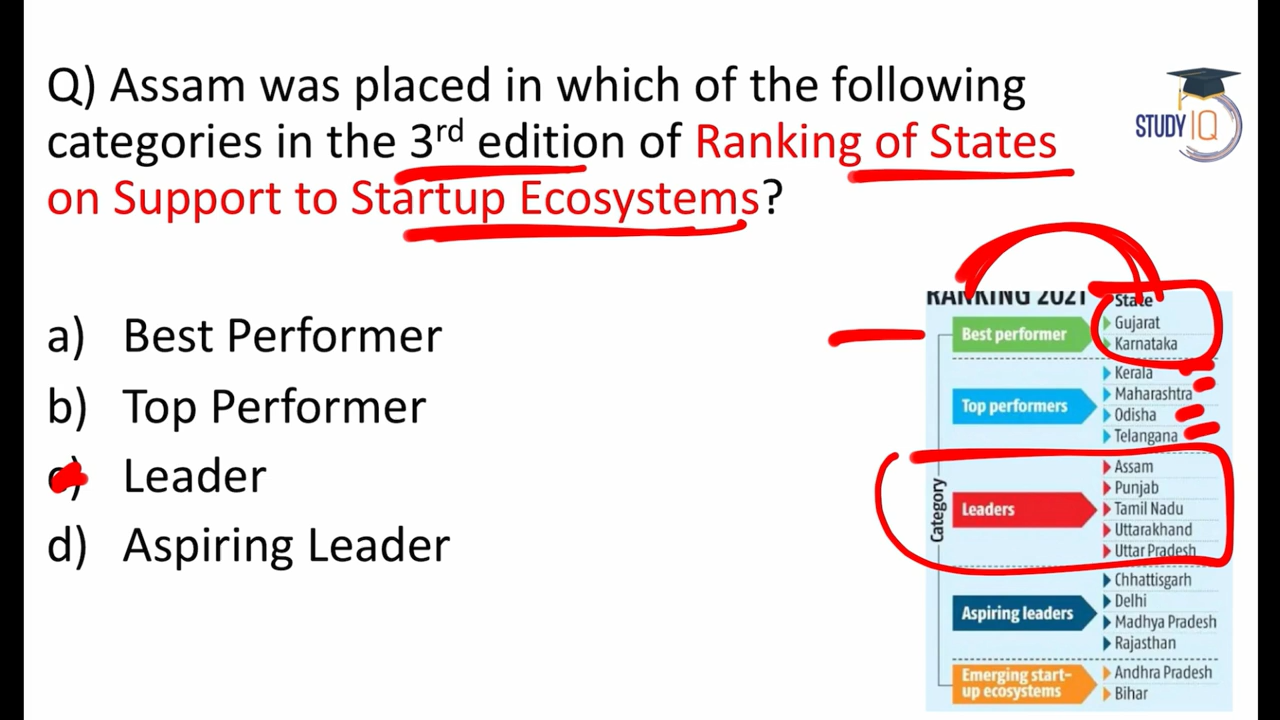 Q) Assam was placed in which of the following
categories in the 3rd edition of Ranking of States
on Support to Startup Ecosystems?
STUDY IQ
a) Best Performer
b) Top Performer
c) Leader
d) Aspiring Leader
RANKING 2021
State
Category
Best performer
Gujarat
Karnataka
Top performers
Kerala
Maharashtra
Odisha
Telangana
Leaders
Assam
Punjab
Tamil Nadu
Uttarakhand
Uttar Pradesh
Aspiring leaders
Chhattisgarh
Delhi
Madhya Pradesh
Rajasthan
Emerging start-
up ecosystems
Andhra Pradesh
Bihar